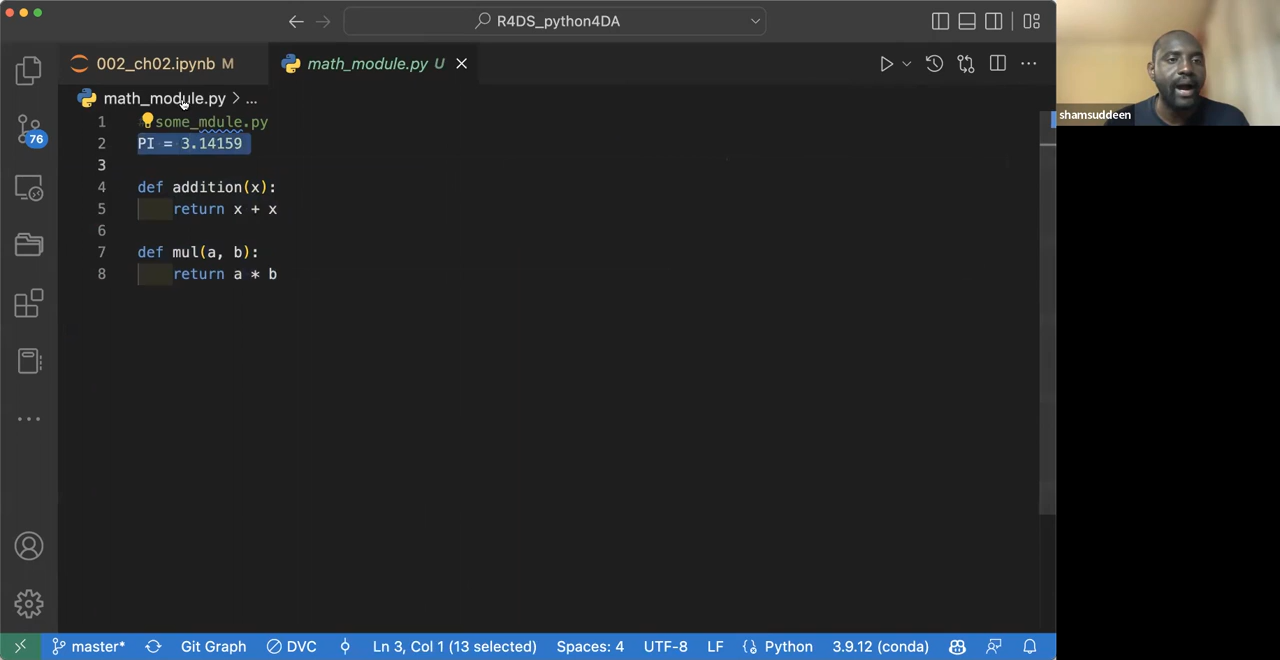 R4DS_python4DA
002_ch02.ipynb M
math_module.py U
math_module.py > ...
1 some_mdule.py
2 PI = 3.14159
3
4 def addition(x):
5 return x + x
6
7 def mul(a, b):
8 return a * b
76
shamsuddeen
master* Git Graph DVC Ln 3, Col 1 (13 selected) Spaces: 4 UTF-8 LF Python 3.9.12 (conda)